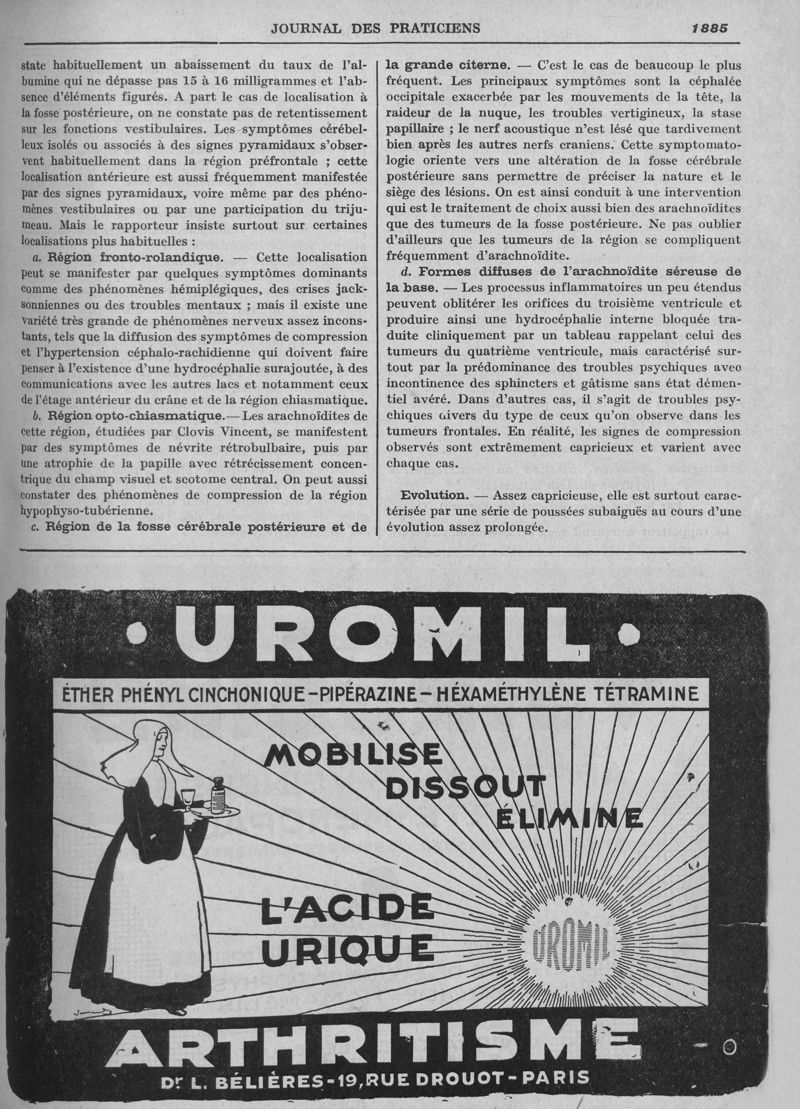 JOURNAL DES PRATICIENS 1885
state habituellement un abaissement du taux de l'al-
bumine qui ne dépasse pas 15 à 16 milligrammes et l'ab-
sence d'éléments figurés. A part le cas de localisation à
la fosse postérieure, on ne constate pas de retentissement
sur les fonctions vestibulaires. Les symptômes cérébel-
leux isolés ou associés à des signes pyramidaux s'obser-
vent habituellement dans la région préfrontale ; cette
localisation antérieure est aussi fréquemment manifestée
par des signes pyramidaux, voire même par des phéno-
mènes vestibulaires ou par une participation du triju-
meau. Mais le rapporteur insiste surtout sur certaines
localisations plus habituelles :
a. Région fronto-rolandique. — Cette localisation
peut se manifester par quelques symptômes dominants
comme des phénomènes hémiplégiques, des crises jack-
sonniennes ou des troubles mentaux ; mais il existe une
variété très grande de phénomènes nerveux assez incons-
tants, tels que la diffusion des symptômes de compression
et l'hypertension céphalo-rachidienne qui doivent faire
penser à l'existence d'une hydrocéphalie surajoutée, à des
communications avec les autres lacs et notamment ceux
de l'étage antérieur du crâne et de la région chiasmatique.
b. Région opto-chiasmatique.— Les arachnoïdites de
cette région, étudiées par Clovis Vincent, se manifestent
par des symptômes de névrite rétrobulbaire, puis par
une atrophie de la papille avec rétrécissement concen-
trique du champ visuel et scotome central. On peut aussi
constater des phénomènes de compression de la région
hypophyso-tubérienne.
c. Région de la fosse cérébrale postérieure et de
la grande citerne. — C'est le cas de beaucoup le plus
fréquent. Les principaux symptômes sont la céphalée
occipitale exacerbée par les mouvements de la tête, la
raideur de la nuque, les troubles vertigineux, la stase
papillaire ; le nerf acoustique n'est lésé que tardivement
bien après les autres nerfs craniens. Cette symptomato-
logie oriente vers une altération de la fosse cérébrale
postérieure sans permettre de préciser la nature et le
siège des lésions. On est ainsi conduit à une intervention
qui est le traitement de choix aussi bien des arachnoïdites
que des tumeurs de la fosse postérieure. Ne pas oublier
d'ailleurs que les tumeurs de la région se compliquent
fréquemment d'arachnoïdite.
d. Formes diffuses de l'arachnoïdite séreuse de
la base. — Les processus inflammatoires un peu étendus
peuvent oblitérer les orifices du troisième ventricule et
produire ainsi une hydrocéphalie interne bloquée tra-
duite cliniquement par un tableau rappelant celui des
tumeurs du quatrième ventricule, mais caractérisé sur-
tout par la prédominance des troubles psychiques avec
incontinence des sphincters et gâtisme sans état démen-
tiel avéré. Dans d'autres cas, il s'agit de troubles psy-
chiques divers du type de ceux qu'on observe dans les
tumeurs frontales. En réalité, les signes de compression
observés sont extrêmement capricieux et varient avec
chaque cas.
Evolution. — Assez capricieuse, elle est surtout carac-
térisée par une série de poussées subaiguës au cours d'une
évolution assez prolongée.
• UROMIL •
ÉTHER PHÉNYL CINCHONIQUE - PIPÉRAZINE - HÉXAMÉTHYLÈNE TÉTRAMINE
MOBILISE
DISSOUT
ÉLIMINE
L'ACIDE
URIQUE
UROMIL
ARTHRITISME
Dr L. BÉLIÈRES - 19, RUE DROUOT - PARIS